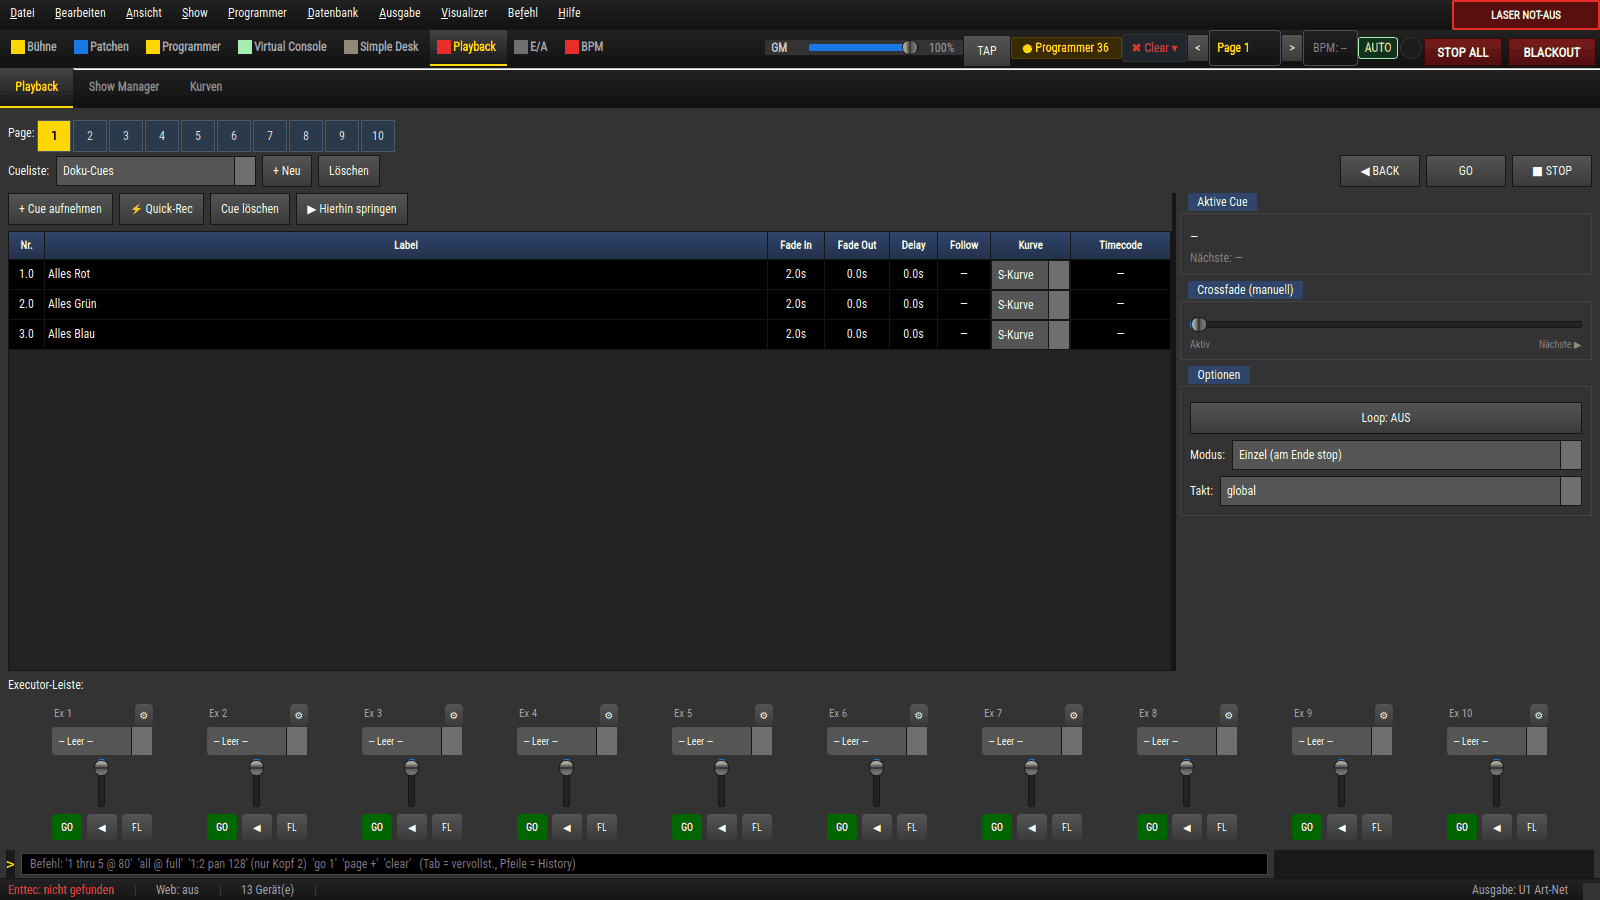 Datei Bearbeiten Ansicht Show Programmer Datenbank Ausgabe Visualizer Befehl Hilfe
LASER NOT-AUS
Bühne Patchen Programmer Virtual Console Simple Desk Playback E/A BPM
GM 100% TAP ● Programmer 36 ✖ Clear ▾ < Page 1 > BPM: -- AUTO STOP ALL BLACKOUT
Playback Show Manager Kurven
Page: 1 2 3 4 5 6 7 8 9 10
Cueliste: Doku-Cues + Neu Löschen ◀ BACK GO ■ STOP
+ Cue aufnehmen ⚡ Quick-Rec Cue löschen ▶ Hierhin springen
Nr. Label Fade In Fade Out Delay Follow Kurve Timecode
1.0 Alles Rot 2.0s 0.0s 0.0s — S-Kurve —
2.0 Alles Grün 2.0s 0.0s 0.0s — S-Kurve —
3.0 Alles Blau 2.0s 0.0s 0.0s — S-Kurve —
Aktive Cue
—
Nächste: —
Crossfade (manuell)
Aktiv Nächste ▶
Optionen
Loop: AUS
Modus: Einzel (am Ende stop)
Takt: global
Executor-Leiste:
Ex 1 ⚙ Ex 2 ⚙ Ex 3 ⚙ Ex 4 ⚙ Ex 5 ⚙ Ex 6 ⚙ Ex 7 ⚙ Ex 8 ⚙ Ex 9 ⚙ Ex 10 ⚙
— Leer — — Leer — — Leer — — Leer — — Leer — — Leer — — Leer — — Leer — — Leer — — Leer —
GO ◀ FL GO ◀ FL GO ◀ FL GO ◀ FL GO ◀ FL GO ◀ FL GO ◀ FL GO ◀ FL GO ◀ FL GO ◀ FL
> Befehl: '1 thru 5 @ 80' 'all @ full' '1:2 pan 128' (nur Kopf 2) 'go 1' 'page +' 'clear' (Tab = vervollst., Pfeile = History)
Enttec: nicht gefunden Web: aus 13 Gerät(e) Ausgabe: U1 Art-Net